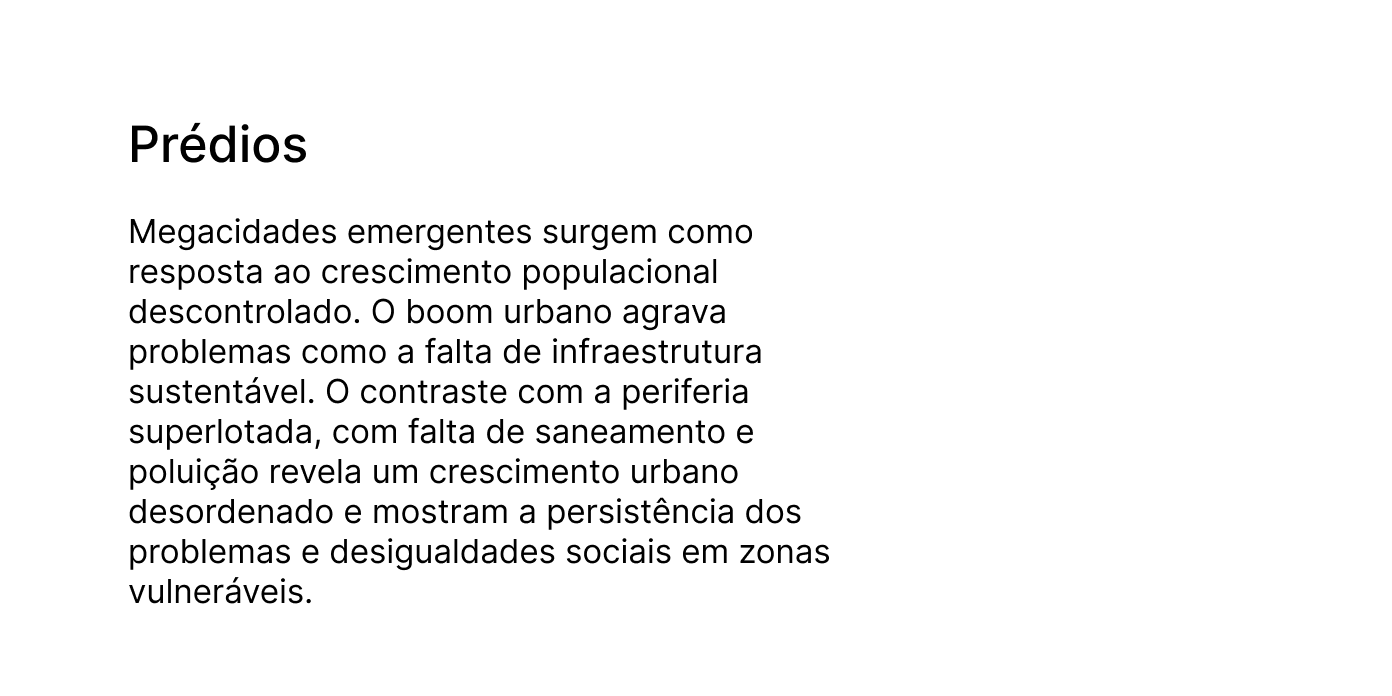 Prédios
Megacidades emergentes surgem como
resposta ao crescimento populacional
descontrolado. O boom urbano agrava
problemas como a falta de infraestrutura
sustentável. O contraste com a periferia
superlotada, com falta de saneamento e
poluição revela um crescimento urbano
desordenado e mostram a persistência dos
problemas e desigualdades sociais em zonas
vulneráveis.